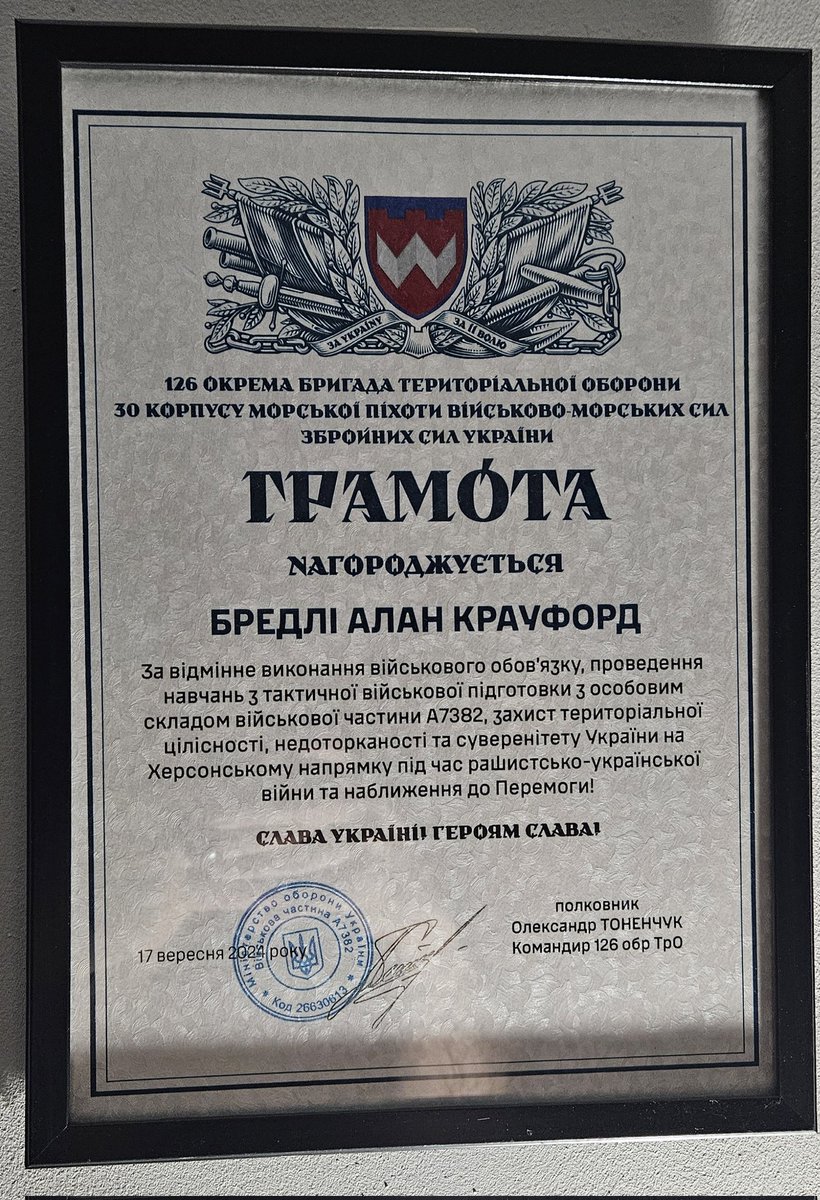 ЗА УКРАЇНУ
ЗА ЇЇ ВОЛЮ
126 ОКРЕМА БРИГАДА ТЕРИТОРІАЛЬНОЇ ОБОРОНИ
30 КОРПУСУ МОРСЬКОЇ ПІХОТИ ВІЙСЬКОВО-МОРСЬКИХ СИЛ
ЗБРОЙНИХ СИЛ УКРАЇНИ
ГРАМОТА
НАГОРОДЖУЄТЬСЯ
БРЕДЛІ АЛАН КРАУФОРД
За відмінне виконання військового обов'язку, проведення
навчань з тактичної військової підготовки з особовим
складом військової частини А7382, захист територіальної
цілісності, недоторканості та суверенітету України на
Херсонському напрямку під час рашистсько-української
війни та наближення до Перемоги!
СЛАВА УКРАЇНІ! ГЕРОЯМ СЛАВА!
полковник
Олександр ТОНЕНЧУК
Командир 126 обр ТрО
17 вересня 2024 року
Міністерство оборони України
Військова частина А7382
* Код 26630613 *